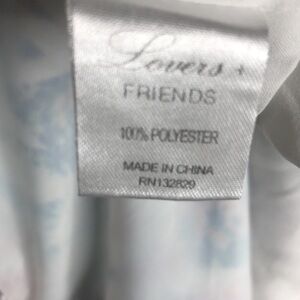 Lovers +
FRIENDS
100% POLYESTER
MADE IN CHINA
RN132829